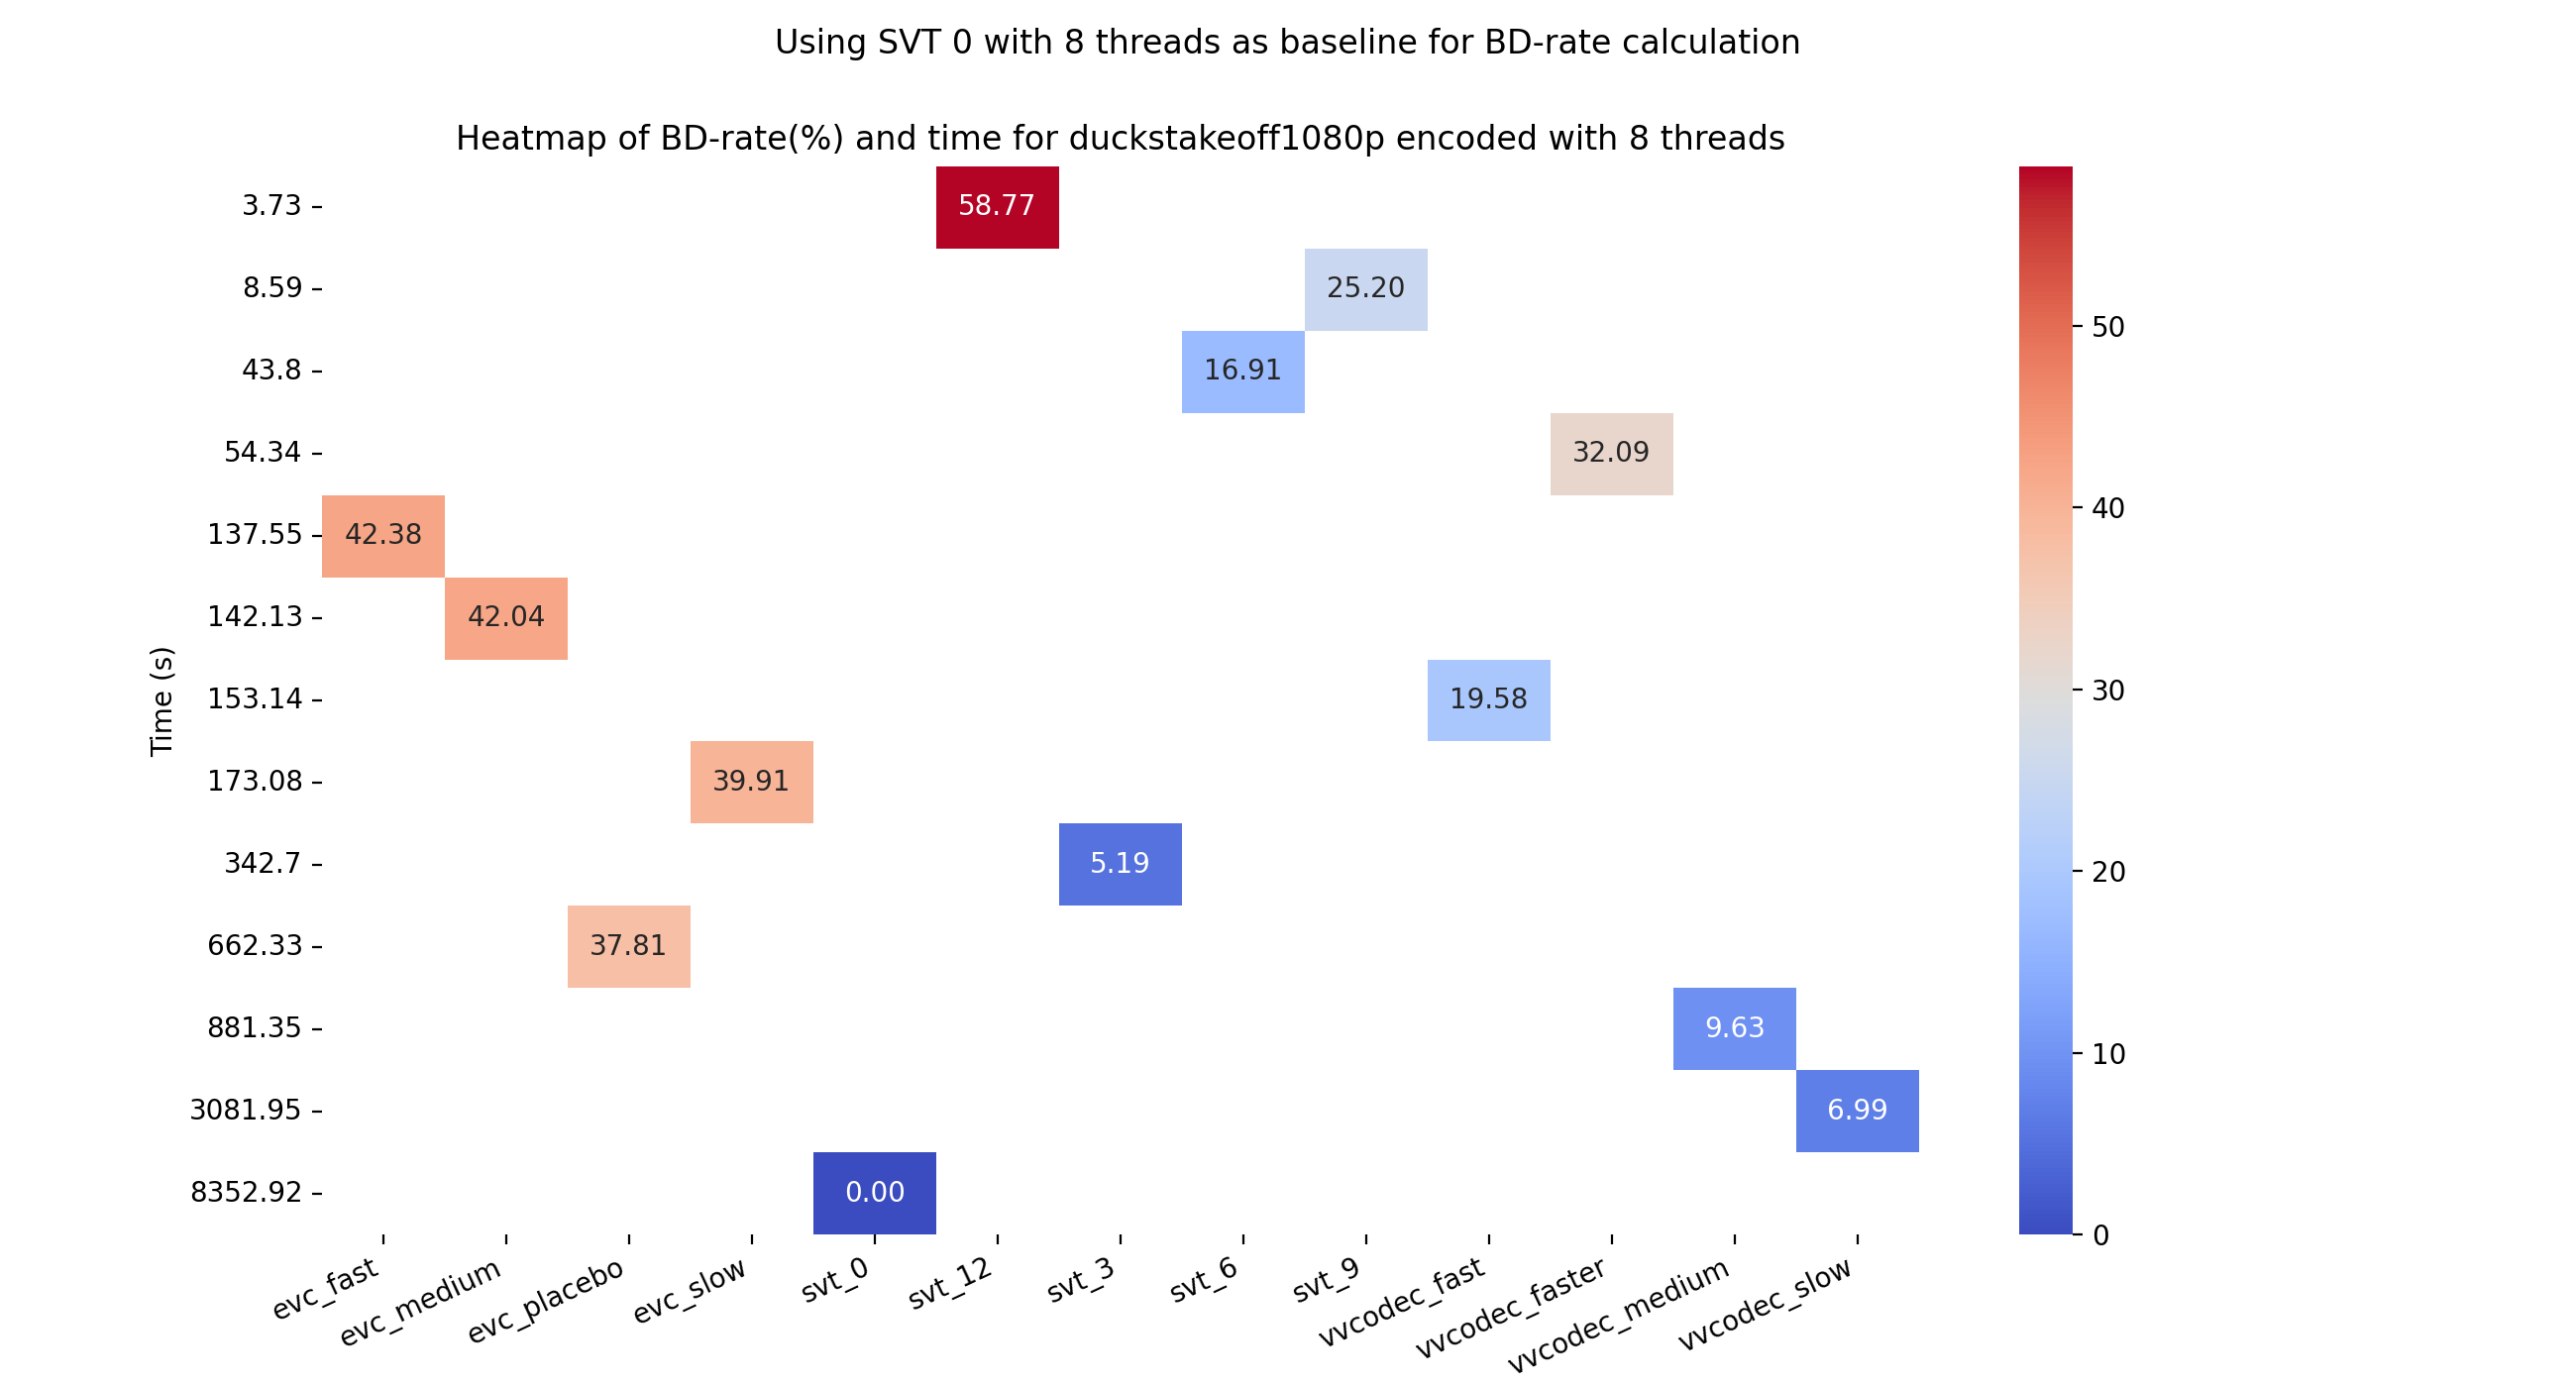 Using SVT 0 with 8 threads as baseline for BD-rate calculation
Heatmap of BD-rate(%) and time for duckstakeoff1080p encoded with 8 threads
3.73
58.77
8.59
25.20
43.8
16.91
54.34
32.09
137.55
42.38
142.13
42.04
153.14
19.58
173.08
39.91
342.7
5.19
662.33
37.81
881.35
9.63
3081.95
6.99
8352.92
0.00
Time (s)
evc_fast
evc_medium
evc_placebo
evc_slow
svt_0
svt_12
svt_3
svt_6
svt_9
vvcodec_fast
vvcodec_faster
vvcodec_medium
vvcodec_slow
50
40
30
20
10
0